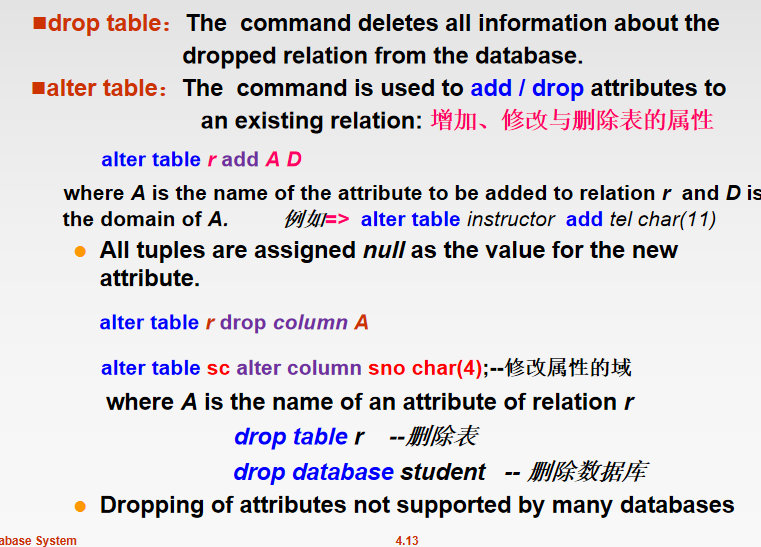 drop table： The command deletes all information about the
dropped relation from the database.
alter table： The command is used to add / drop attributes to
an existing relation: 增加、修改与删除表的属性
alter table r add A D
where A is the name of the attribute to be added to relation r and D is
the domain of A. 例如=> alter table instructor add tel char(11)
All tuples are assigned null as the value for the new
attribute.
alter table r drop column A
alter table sc alter column sno char(4);--修改属性的域
where A is the name of an attribute of relation r
drop table r --删除表
drop database student -- 删除数据库
Dropping of attributes not supported by many databases
abase System 4.13